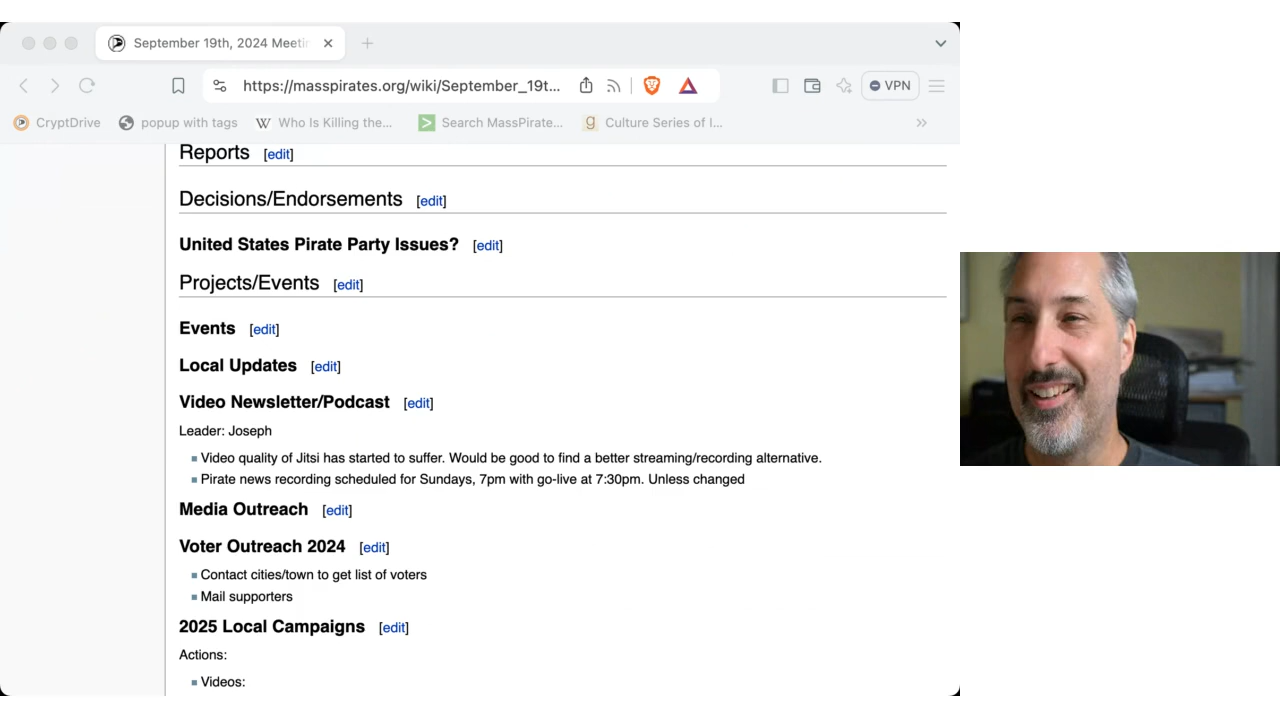 September 19th, 2024 Meeti
https://masspirates.org/wiki/September_19t...
VPN
CryptDrive
popup with tags
W
Who Is Killing the...
Search MassPirate...
g
Culture Series of I...
Reports [edit]
Decisions/Endorsements [edit]
United States Pirate Party Issues? [edit]
Projects/Events [edit]
Events [edit]
Local Updates [edit]
Video Newsletter/Podcast [edit]
Leader: Joseph
Video quality of Jitsi has started to suffer. Would be good to find a better streaming/recording alternative.
Pirate news recording scheduled for Sundays, 7pm with go-live at 7:30pm. Unless changed
Media Outreach [edit]
Voter Outreach 2024 [edit]
Contact cities/town to get list of voters
Mail supporters
2025 Local Campaigns [edit]
Actions:
Videos: